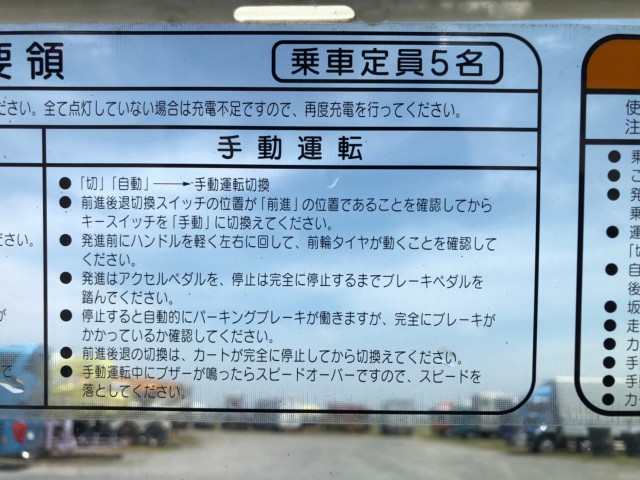 要領
乗車定員5名
ださい。全て点灯していない場合は充電不足ですので、再度充電を行ってください。
手動運転
● 「切」「自動」→手動運転切換
● 前進後退切換スイッチの位置が「前進」の位置であることを確認してから
キースイッチを「手動」に切換えてください。
● 発進前にハンドルを軽く左右に回して、前輪タイヤが動くことを確認して
ください。
● 発進はアクセルペダルを、停止は完全に停止するまでブレーキペダルを
踏んでください。
● 停止すると自動的にパーキングブレーキが働きますが、完全にブレーキが
かかっているか確認してください。
● 前進後退の切換は、カートが完全に停止してから切換えてください。
● 手動運転中にブザーが鳴ったらスピードオーバーですので、スピードを
落としてください。
ださい。
が
て
使
注
● 乗
● こ
● 発
● 運
「切
● 自
後
● 坂
● 走
● カ
● 手
● 手
● カー